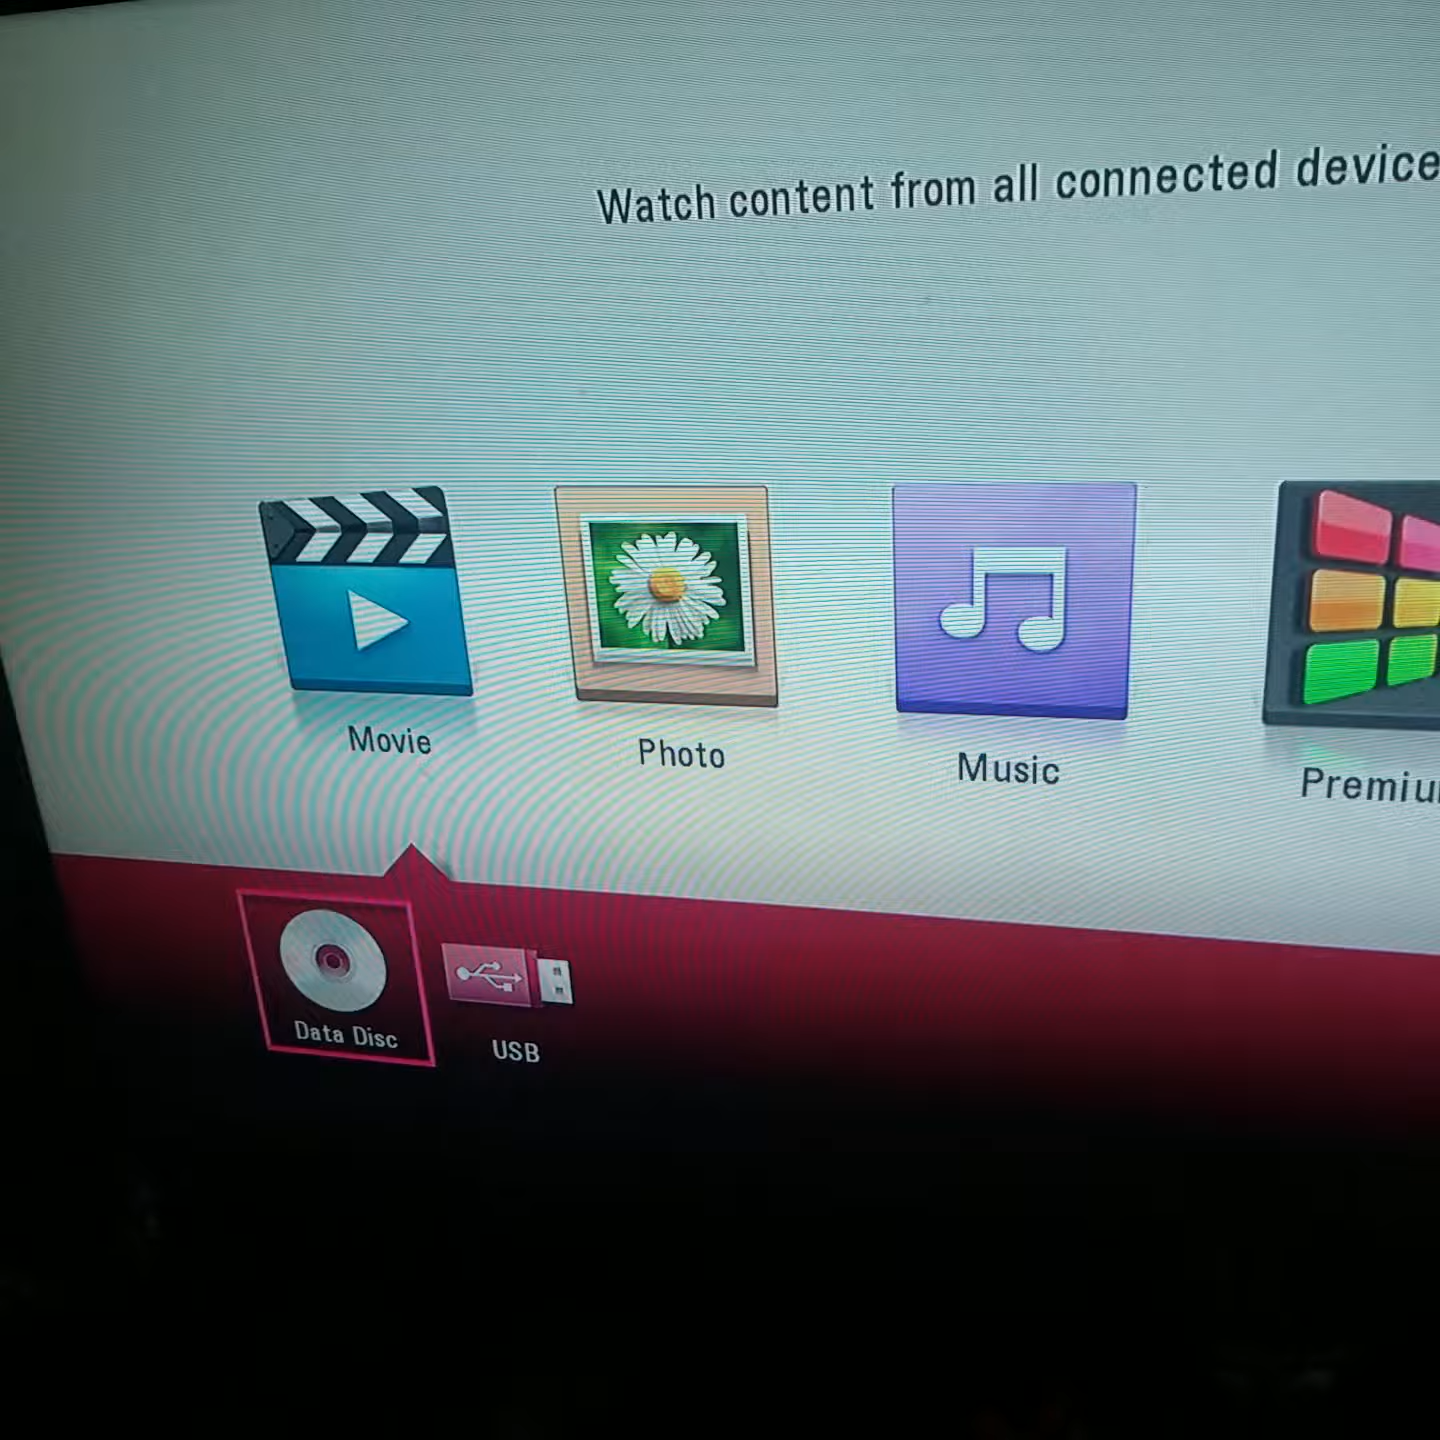 Watch content from all connected device
Movie
Photo
Music
Premiu
Data Disc
USB